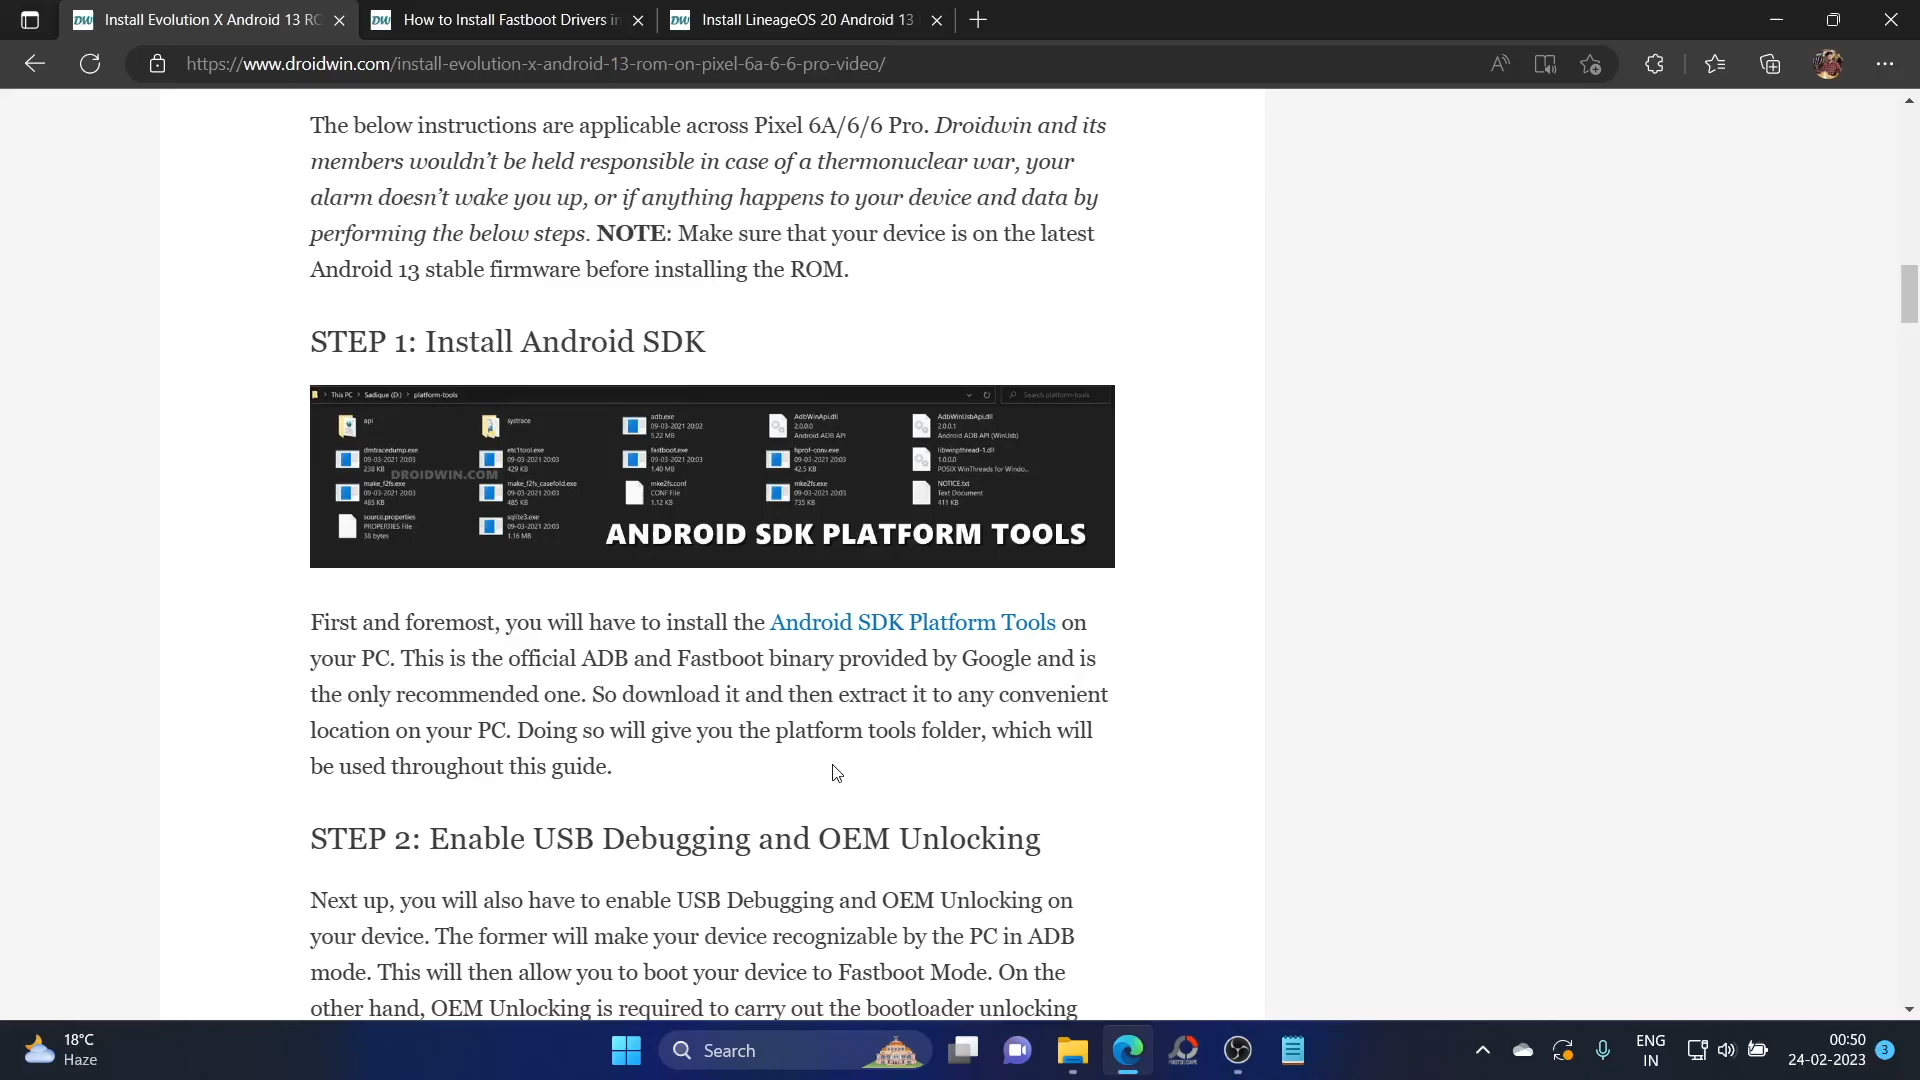 Install Evolution X Android 13 RO
How to Install Fastboot Drivers in
Install LineageOS 20 Android 13
https://www.droidwin.com/install-evolution-x-android-13-rom-on-pixel-6a-6-6-pro-video/
The below instructions are applicable across Pixel 6A/6/6 Pro. Droidwin and its
members wouldn’t be held responsible in case of a thermonuclear war, your
alarm doesn’t wake you up, or if anything happens to your device and data by
performing the below steps. NOTE: Make sure that your device is on the latest
Android 13 stable firmware before installing the ROM.
STEP 1: Install Android SDK
This PC > Sadique (D:) > platform-tools
Search platform-tools
api
systrace
adb.exe
09-03-2021 20:02
5.22 MB
AdbWinApi.dll
2.0.0.0
Android ADB API
AdbWinUsbApi.dll
2.0.0.1
Android ADB API (WinUsb)
dmtracedump.exe
09-03-2021 20:03
238 KB
etc1tool.exe
09-03-2021 20:03
429 KB
fastboot.exe
09-03-2021 20:03
1.40 MB
hprof-conv.exe
09-03-2021 20:03
42.5 KB
libwinpthread-1.dll
1.0.0.0
POSIX WinThreads for Windo...
DROIDWIN.COM
make_f2fs.exe
09-03-2021 20:03
485 KB
make_f2fs_casefold.exe
09-03-2021 20:03
485 KB
mke2fs.conf
CONF File
1.12 KB
mke2fs.exe
09-03-2021 20:03
735 KB
NOTICE.txt
Text Document
411 KB
source.properties
PROPERTIES File
38 bytes
sqlite3.exe
09-03-2021 20:03
1.16 MB
ANDROID SDK PLATFORM TOOLS
First and foremost, you will have to install the Android SDK Platform Tools on
your PC. This is the official ADB and Fastboot binary provided by Google and is
the only recommended one. So download it and then extract it to any convenient
location on your PC. Doing so will give you the platform tools folder, which will
be used throughout this guide.
STEP 2: Enable USB Debugging and OEM Unlocking
Next up, you will also have to enable USB Debugging and OEM Unlocking on
your device. The former will make your device recognizable by the PC in ADB
mode. This will then allow you to boot your device to Fastboot Mode. On the
other hand, OEM Unlocking is required to carry out the bootloader unlocking
18°C
Haze
Search
ENG
IN
00:50
24-02-2023
3